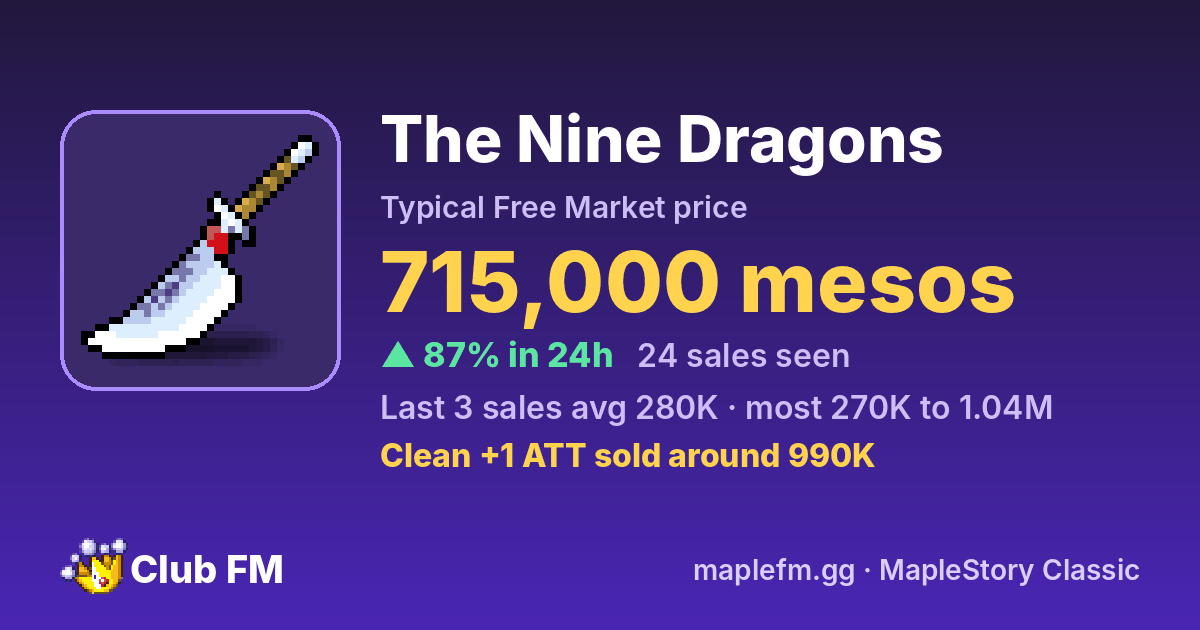 The Nine Dragons
Typical Free Market price
715,000 mesos
▲ 87% in 24h 24 sales seen
Last 3 sales avg 280K · most 270K to 1.04M
Clean +1 ATT sold around 990K
Club FM
maplefm.gg · MapleStory Classic